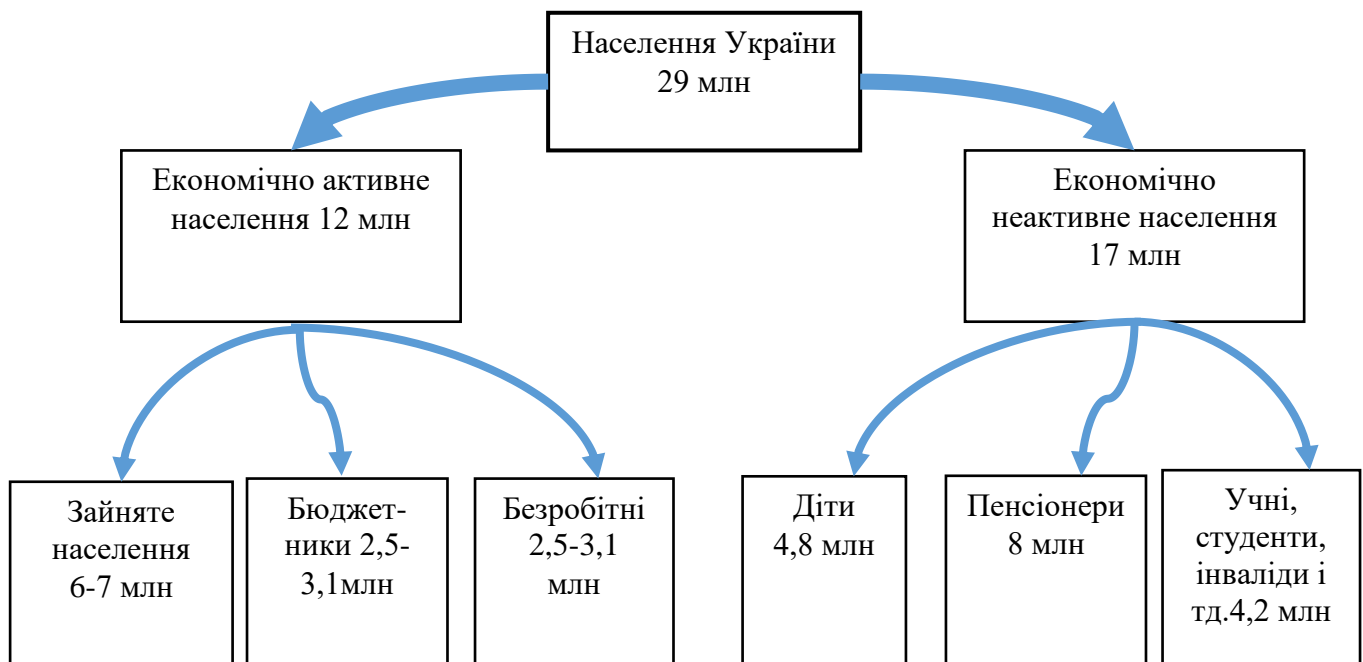 Населення України
29 млн
Економічно активне
населення 12 млн
Економічно
неактивне населення
17 млн
Зайняте
населення
6-7 млн
Бюджет-
ники 2,5-
3,1млн
Безробітні
2,5-3,1
млн
Діти
4,8 млн
Пенсіонери
8 млн
Учні,
студенти,
інваліди і
тд.4,2 млн